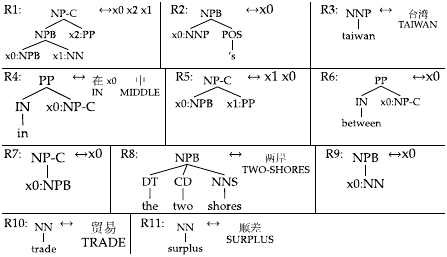 R1: NP-C ↔x0 x2 x1
NPB x2:PP
x0:NPB x1:NN
R2: NPB ↔x0
x0:NNP POS
's
R3: NNP ↔ 台湾
taiwan TAIWAN
R4: PP ↔ 在 x0 中
IN MIDDLE
IN x0:NP-C
in
R5: NP-C ↔ x1 x0
x0:NPB x1:PP
R6: PP ↔x0
IN x0:NP-C
between
R7: NP-C ↔x0
x0:NPB
R8: NPB ↔ 两岸
TWO-SHORES
DT CD NNS
the two shores
R9: NPB ↔x0
x0:NN
R10: NN ↔ 贸易
trade TRADE
R11: NN ↔ 顺差
surplus SURPLUS